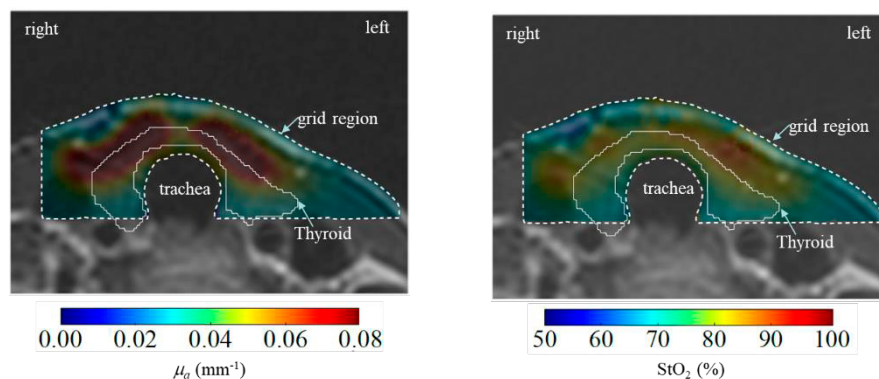 right
left
grid region
trachea
Thyroid
0.00 0.02 0.04 0.06 0.08
μa (mm-1)
right
left
grid region
trachea
Thyroid
50 60 70 80 90 100
StO2 (%)